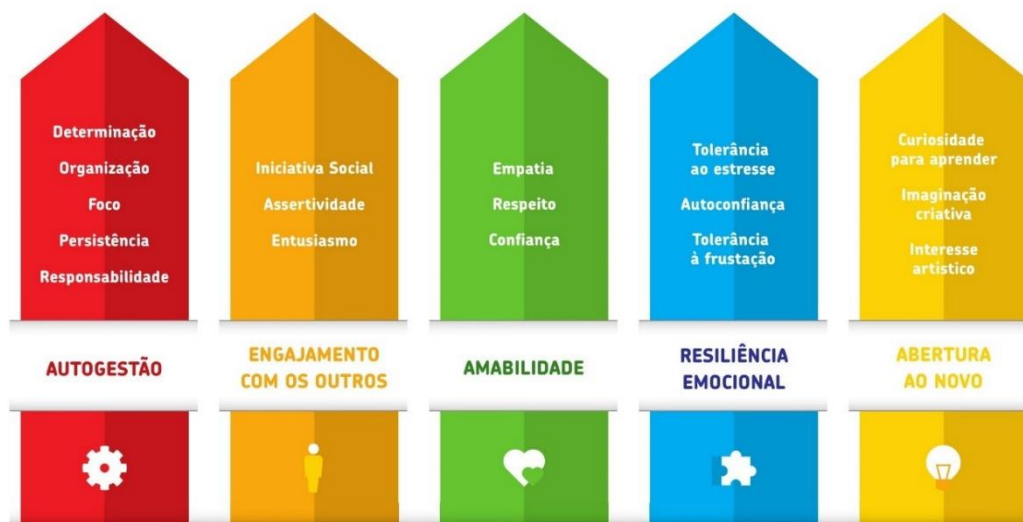 Determinação
Organização
Foco
Persistência
Responsabilidade
AUTOGESTÃO
Iniciativa Social
Assertividade
Entusiasmo
ENGAJAMENTO
COM OS OUTROS
Empatia
Respeito
Confiança
AMABILIDADE
Tolerância
ao estresse
Autoconfiança
Tolerância
à frustação
RESILIÊNCIA
EMOCIONAL
Curiosidade
para aprender
Imaginação
criativa
Interesse
artistico
ABERTURA
AO NOVO